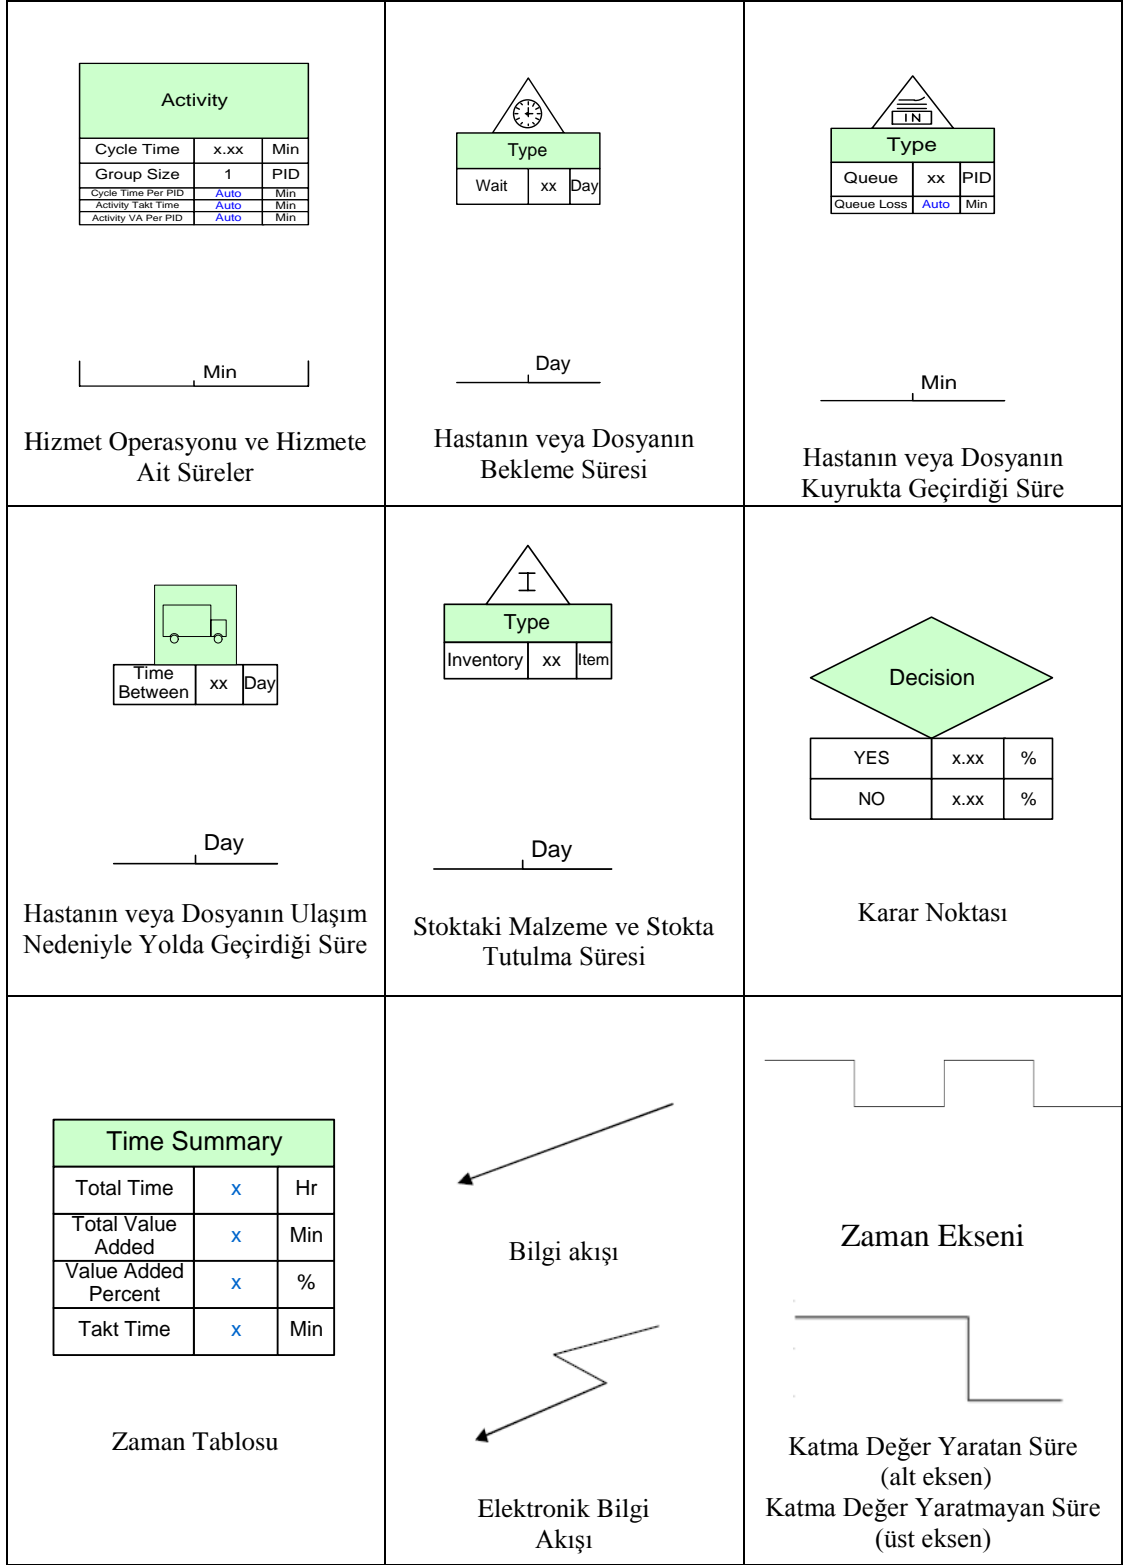 Activity
Cycle Time x.xx Min
Group Size 1 PID
Cycle Time Per PID Auto Min
Activity Takt Time Auto Min
Activity VA Per PID Auto Min
Min
Hizmet Operasyonu ve Hizmete
Ait Süreler
Type
Wait xx Day
Day
Hastanın veya Dosyanın
Bekleme Süresi
IN
Type
Queue xx PID
Queue Loss Auto Min
Min
Hastanın veya Dosyanın
Kuyrukta Geçirdiği Süre
Time
Between xx Day
Day
Hastanın veya Dosyanın Ulaşım
Nedeniyle Yolda Geçirdiği Süre
I
Type
Inventory xx Item
Day
Stoktaki Malzeme ve Stokta
Tutulma Süresi
Decision
YES x.xx %
NO x.xx %
Karar Noktası
Time Summary
Total Time x Hr
Total Value
Added x Min
Value Added
Percent x %
Takt Time x Min
Zaman Tablosu
Bilgi akışı
Elektronik Bilgi
Akışı
Zaman Ekseni
Katma Değer Yaratan Süre
(alt eksen)
Katma Değer Yaratmayan Süre
(üst eksen)